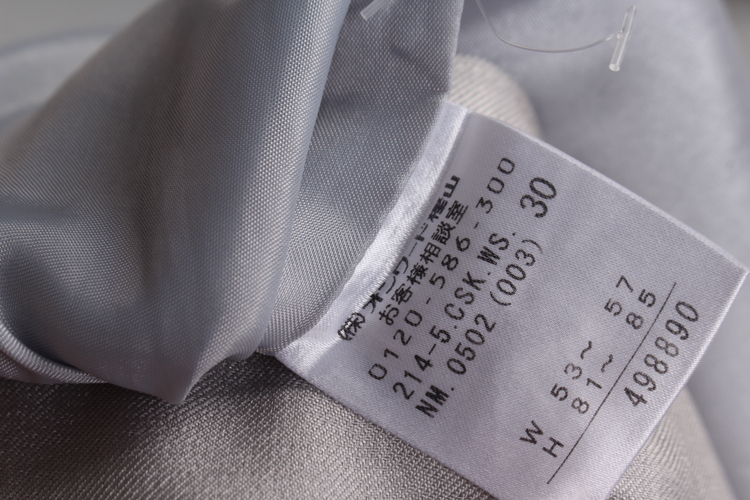 (株)オンワード樫山
お客様相談室
0120-586-300
214-5.CSK.WS. 30
NM. 0502 (003)
W 53~ 57
H 81~ 85
498890